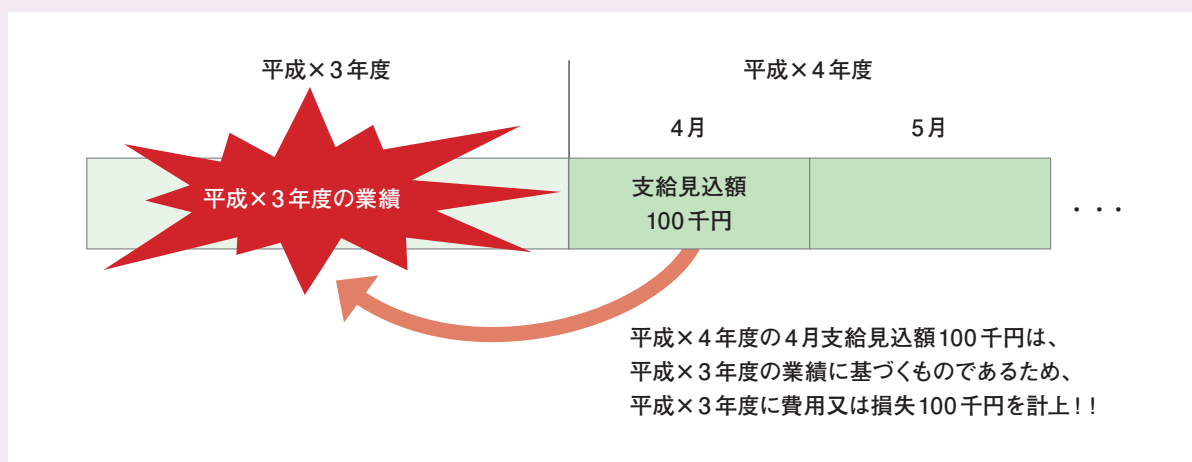 平成×3年度
平成×4年度
4月
5月
平成×3年度の業績
支給見込額
100千円
・・・
平成×4年度の4月支給見込額100千円は、
平成×3年度の業績に基づくものであるため、
平成×3年度に費用又は損失100千円を計上!!